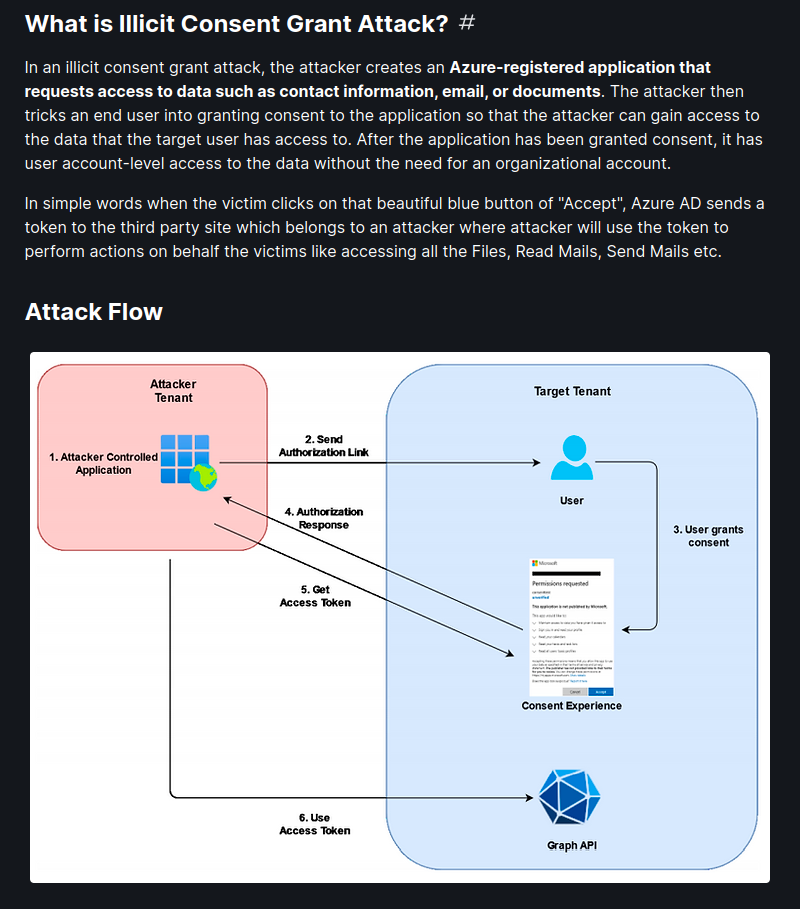 What is Illicit Consent Grant Attack? #
In an illicit consent grant attack, the attacker creates an Azure-registered application that
requests access to data such as contact information, email, or documents. The attacker then
tricks an end user into granting consent to the application so that the attacker can gain access to
the data that the target user has access to. After the application has been granted consent, it has
user account-level access to the data without the need for an organizational account.
In simple words when the victim clicks on that beautiful blue button of "Accept", Azure AD sends a
token to the third party site which belongs to an attacker where attacker will use the token to
perform actions on behalf the victims like accessing all the Files, Read Mails, Send Mails etc.
Attack Flow
Attacker
Tenant
Target Tenant
1. Attacker Controlled
Application
2. Send
Authorization Link
User
4. Authorization
Response
3. User grants
consent
5. Get
Access Token
Microsoft
Permissions requested
This application is not published by Microsoft.
This app would like to:
Cancel
Accept
Consent Experience
6. Use
Access Token
Graph API